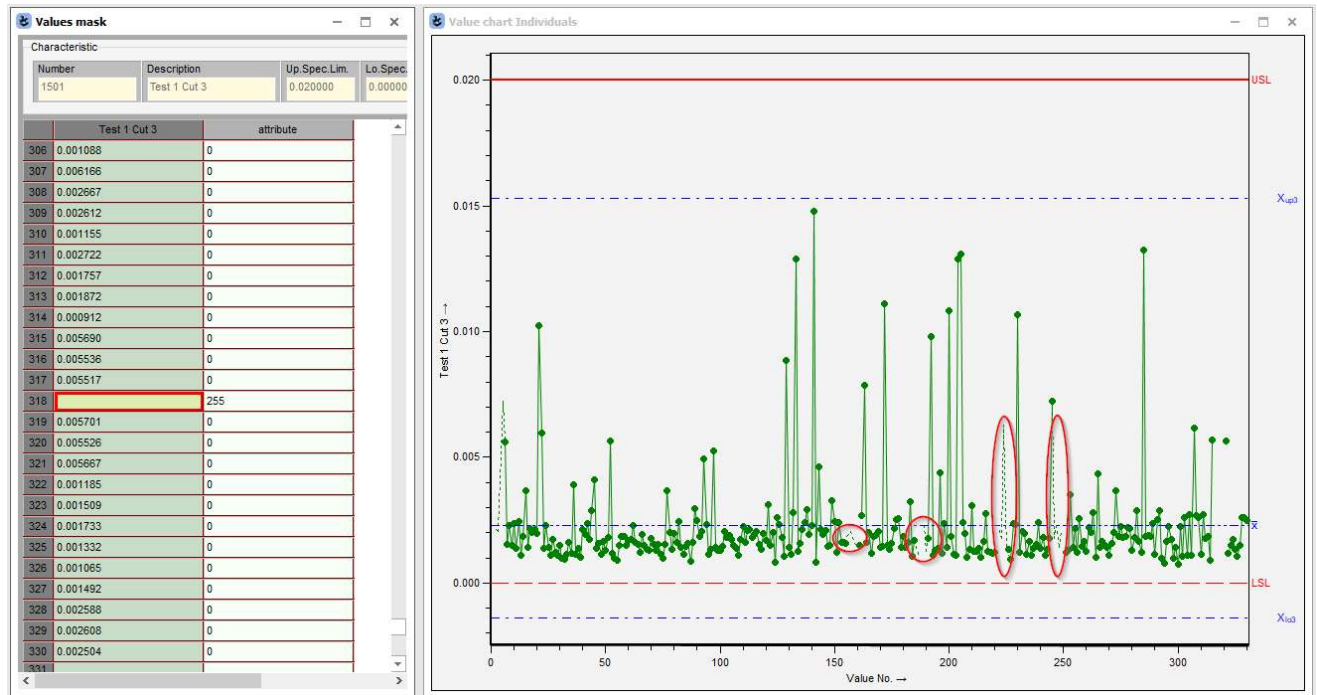 Values mask
Characteristic
Number Description Up.Spec.Lim. Lo.Spec.
1501 Test 1 Cut 3 0.020000 0.00000
Test 1 Cut 3 attribute
306 0.001088 0
307 0.006166 0
308 0.002667 0
309 0.002612 0
310 0.001155 0
311 0.002722 0
312 0.001757 0
313 0.001872 0
314 0.000912 0
315 0.005690 0
316 0.005536 0
317 0.005517 0
318 255
319 0.005701 0
320 0.005526 0
321 0.005667 0
322 0.001185 0
323 0.001509 0
324 0.001733 0
325 0.001332 0
326 0.001065 0
327 0.001492 0
328 0.002588 0
329 0.002608 0
330 0.002504 0
331
Value chart Individuals
0.020
USL
Xup3
0.015
0.010
Test 1 Cut 3 →
0.005
x̄
0.000
LSL
Xlo3
0 50 100 150 200 250 300
Value No. →